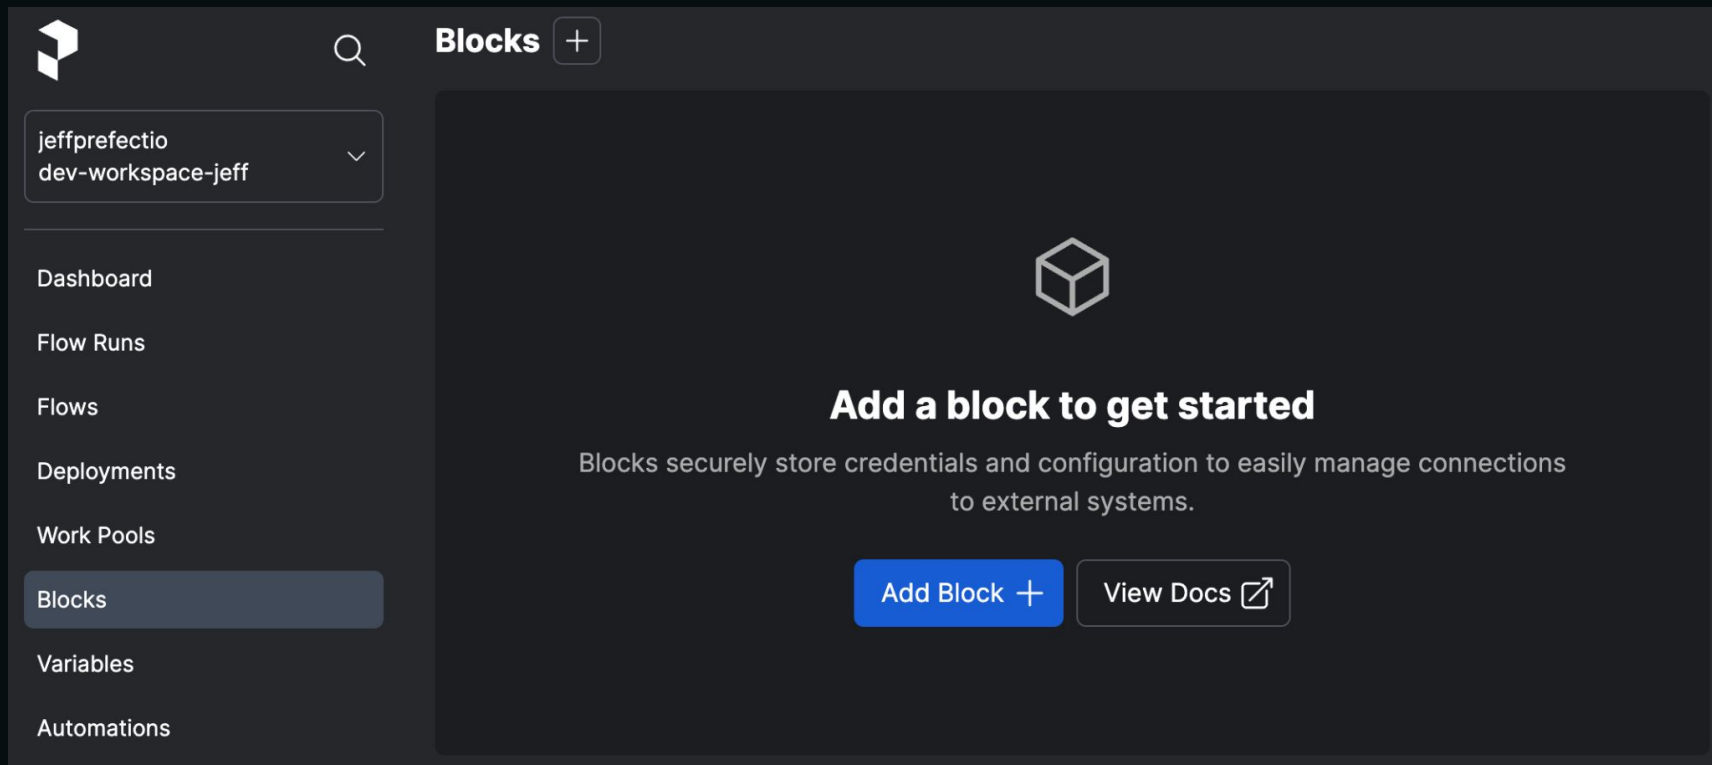 Blocks
jeffprefectio
dev-workspace-jeff
Dashboard
Flow Runs
Flows
Deployments
Work Pools
Blocks
Variables
Automations
Add a block to get started
Blocks securely store credentials and configuration to easily manage connections
to external systems.
Add Block
View Docs